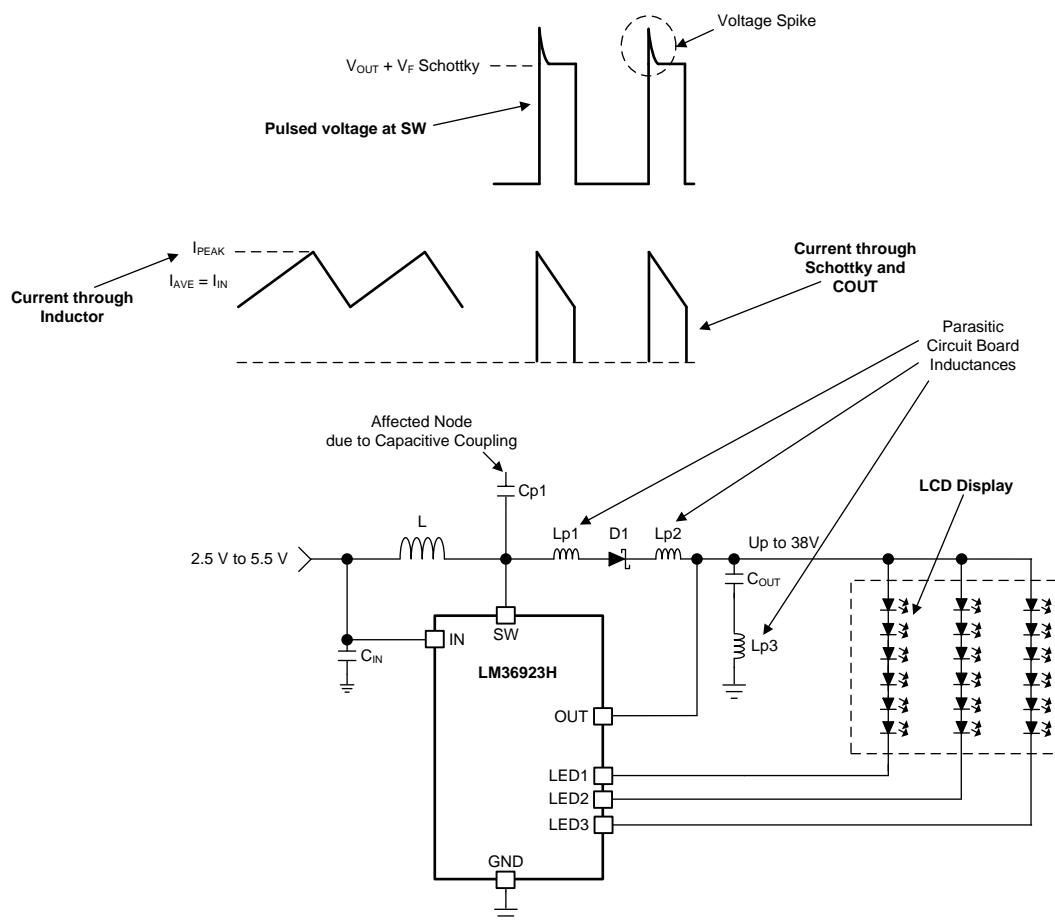 Voltage Spike
VOUT + VF Schottky
Pulsed voltage at SW
IPEAK
IAVE = IIN
Current through
Inductor
Current through
Schottky and
COUT
Parasitic
Circuit Board
Inductances
Affected Node
due to Capacitive Coupling
Cp1
LCD Display
L
Lp1
D1
Lp2
2.5 V to 5.5 V
Up to 38V
COUT
IN
SW
Lp3
CIN
LM36923H
OUT
LED1
LED2
LED3
GND